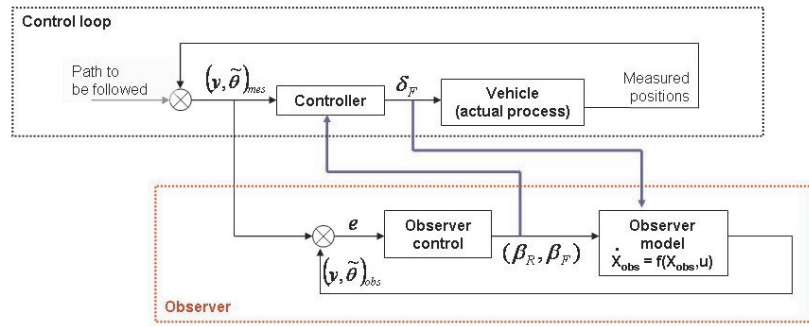 Control loop
Path to
be followed
(y, θ̃)mes
Controller
δF
Vehicle
(actual process)
Measured
positions
e
Observer
control
(βR, βF)
Observer
model
Ẋobs = f(Xobs,u)
(y, θ̃)obs
Observer